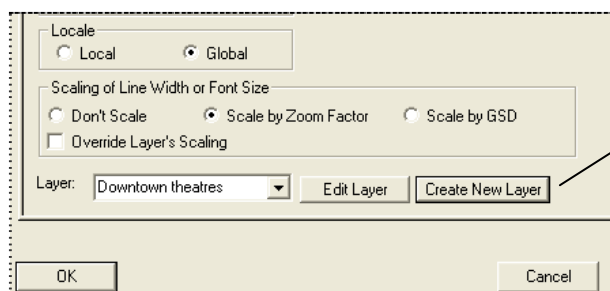 Locale
Local Global
Scaling of Line Width or Font Size
Don't Scale Scale by Zoom Factor Scale by GSD
Override Layer's Scaling
Layer: Downtown theatres Edit Layer Create New Layer
OK Cancel